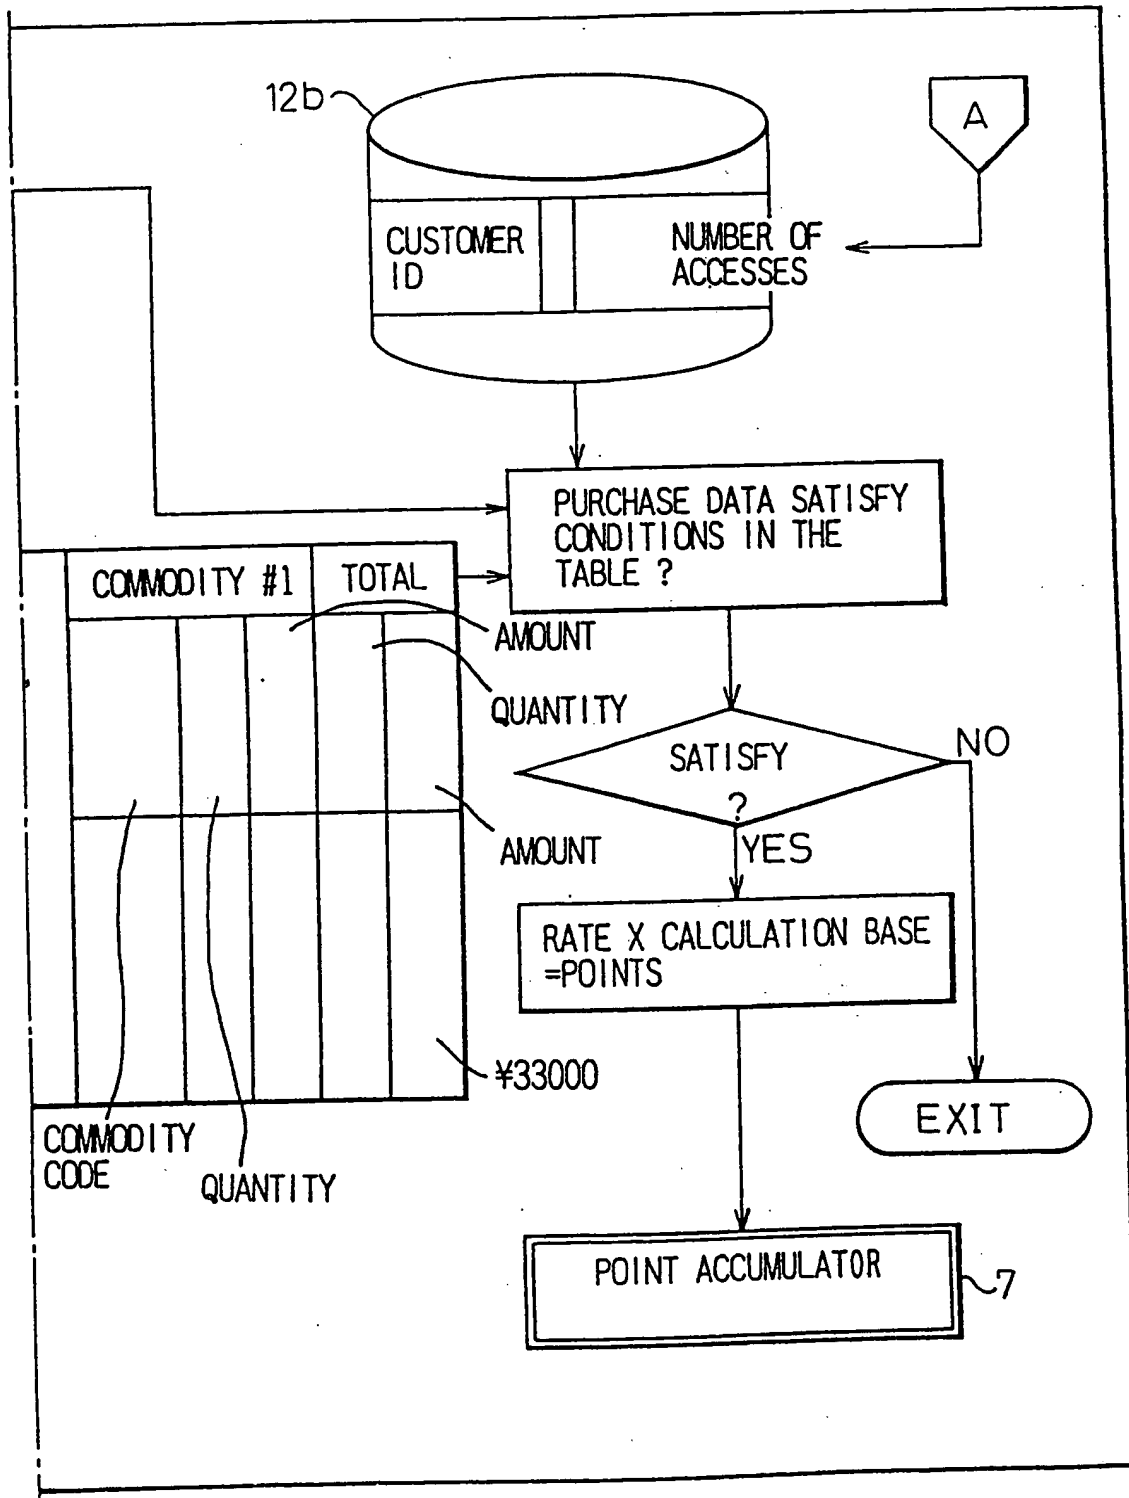 12b
A
CUSTOMER
ID
NUMBER OF
ACCESSES
PURCHASE DATA SATISFY
CONDITIONS IN THE
TABLE ?
COMMODITY #1
TOTAL
AMOUNT
QUANTITY
SATISFY
?
NO
YES
AMOUNT
RATE X CALCULATION BASE
=POINTS
¥33000
EXIT
COMMODITY
CODE
QUANTITY
POINT ACCUMULATOR
7